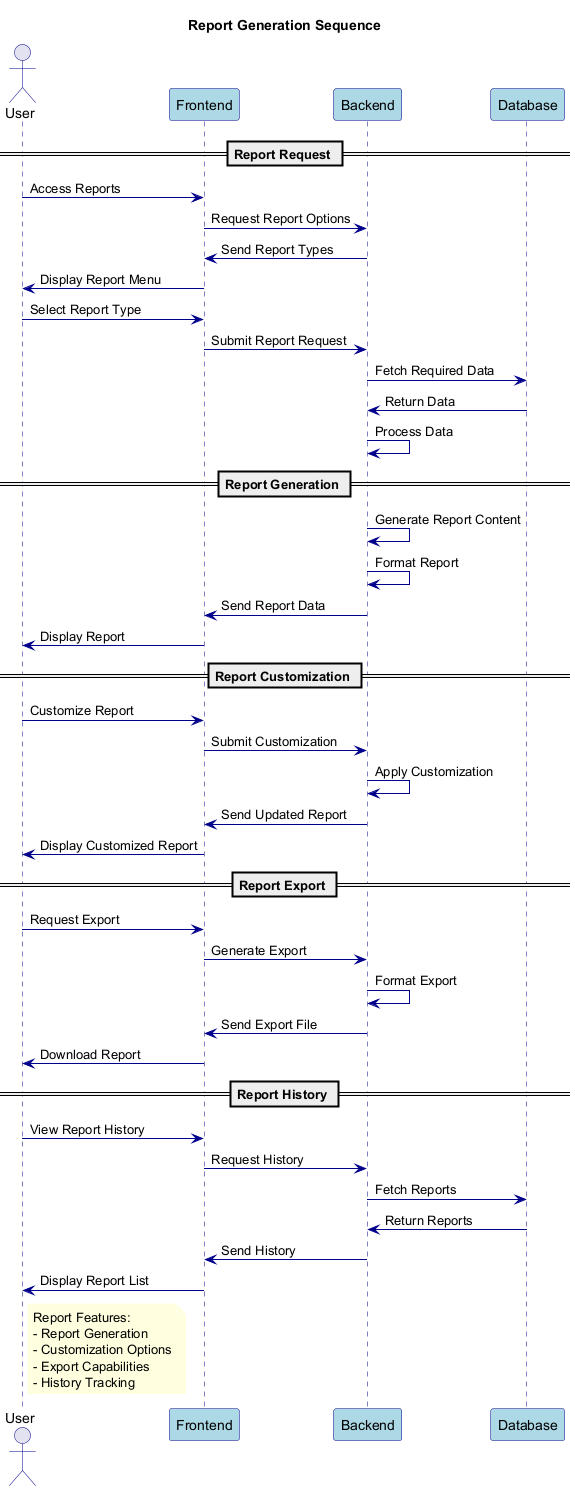 Report Generation Sequence
User
Frontend
Backend
Database
Report Request
Access Reports
Request Report Options
Send Report Types
Display Report Menu
Select Report Type
Submit Report Request
Fetch Required Data
Return Data
Process Data
Report Generation
Generate Report Content
Format Report
Send Report Data
Display Report
Report Customization
Customize Report
Submit Customization
Apply Customization
Send Updated Report
Display Customized Report
Report Export
Request Export
Generate Export
Format Export
Send Export File
Download Report
Report History
View Report History
Request History
Fetch Reports
Return Reports
Send History
Display Report List
Report Features:
- Report Generation
- Customization Options
- Export Capabilities
- History Tracking
User
Frontend
Backend
Database